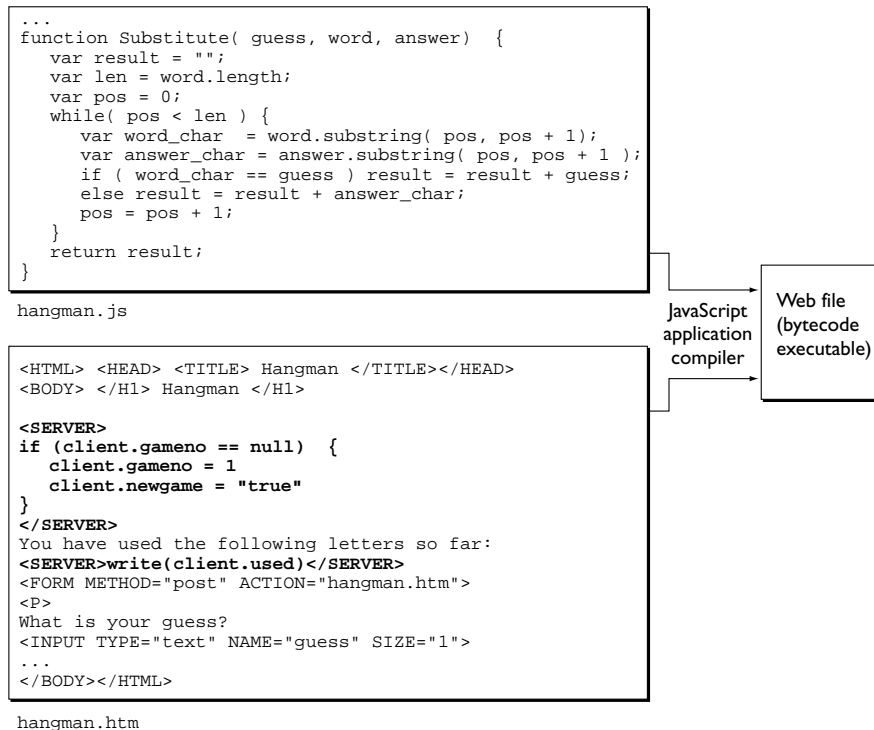 ...
function Substitute( guess, word, answer)  {
   var result = "";
   var len = word.length;
   var pos = 0;
   while( pos < len ) {
      var word_char  = word.substring( pos, pos + 1);
      var answer_char = answer.substring( pos, pos + 1 );
      if ( word_char == guess ) result = result + guess;
      else result = result + answer_char;
      pos = pos + 1;
   }
   return result;
}
hangman.js
JavaScript
application
compiler
Web file
(bytecode
executable)
<HTML> <HEAD> <TITLE> Hangman </TITLE></HEAD>
<BODY> </H1> Hangman </H1>
<SERVER>
if (client.gameno == null)  {
   client.gameno = 1
   client.newgame = "true"
}
</SERVER>
You have used the following letters so far:
<SERVER>write(client.used)</SERVER>
<FORM METHOD="post" ACTION="hangman.htm">
<P>
What is your guess?
<INPUT TYPE="text" NAME="guess" SIZE="1">
...
</BODY></HTML>
hangman.htm